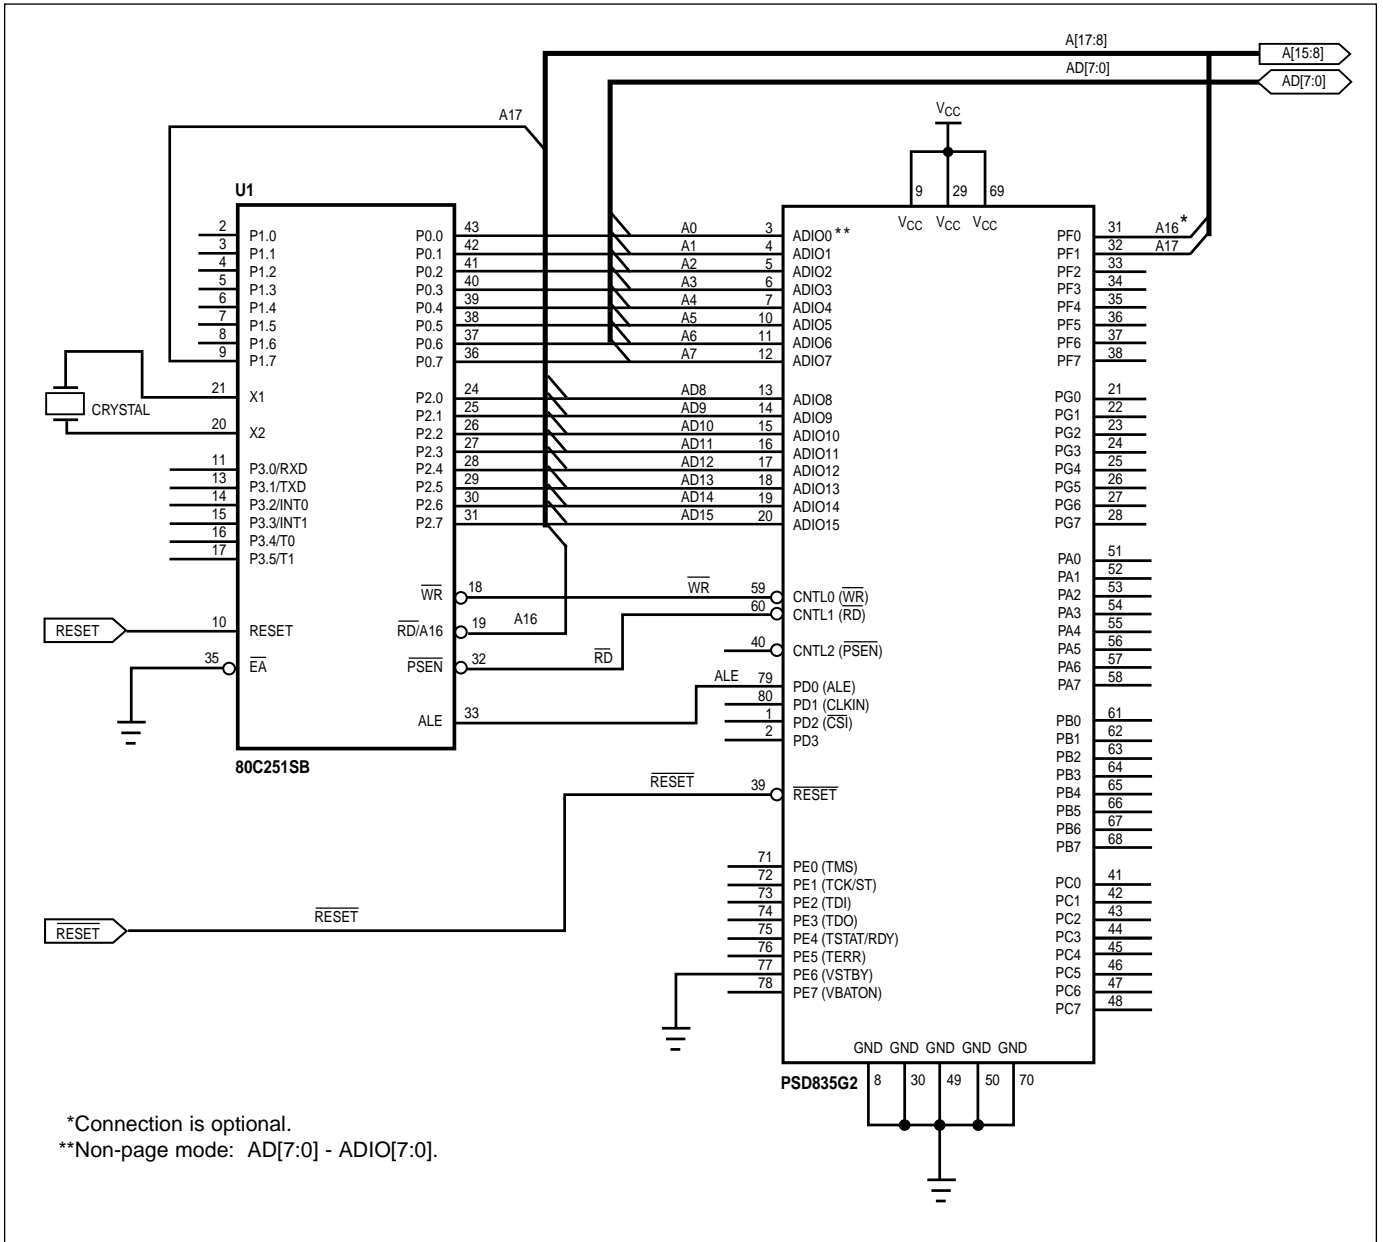 A[17:8]
A[15:8]
AD[7:0]
AD[7:0]
A17
VCC
U1
9 29 69
VCC VCC VCC
2 P1.0
3 P1.1
4 P1.2
5 P1.3
6 P1.4
7 P1.5
8 P1.6
9 P1.7
21 X1
CRYSTAL
20 X2
11 P3.0/RXD
13 P3.1/TXD
14 P3.2/INT0
15 P3.3/INT1
16 P3.4/T0
17 P3.5/T1
RESET 10 RESET
35 EA
P0.0 43 A0 3 ADIO0 **
P0.1 42 A1 4 ADIO1
P0.2 41 A2 5 ADIO2
P0.3 40 A3 6 ADIO3
P0.4 39 A4 7 ADIO4
P0.5 38 A5 10 ADIO5
P0.6 37 A6 11 ADIO6
P0.7 36 A7 12 ADIO7
P2.0 24 AD8 13 ADIO8
P2.1 25 AD9 14 ADIO9
P2.2 26 AD10 15 ADIO10
P2.3 27 AD11 16 ADIO11
P2.4 28 AD12 17 ADIO12
P2.5 29 AD13 18 ADIO13
P2.6 30 AD14 19 ADIO14
P2.7 31 AD15 20 ADIO15
WR 18 WR 59 CNTL0 (WR)
60 CNTL1 (RD)
RD/A16 19 A16
40 CNTL2 (PSEN)
PSEN 32 RD
ALE 79 PD0 (ALE)
80 PD1 (CLKIN)
ALE 33
1 PD2 (CSI)
2 PD3
80C251SB
RESET 39 RESET
71 PE0 (TMS)
72 PE1 (TCK/ST)
73 PE2 (TDI)
74 PE3 (TDO)
75 PE4 (TSTAT/RDY)
76 PE5 (TERR)
77 PE6 (VSTBY)
78 PE7 (VBATON)
RESET RESET
PF0 31 A16 *
PF1 32 A17
PF2 33
PF3 34
PF4 35
PF5 36
PF6 37
PF7 38
PG0 21
PG1 22
PG2 23
PG3 24
PG4 25
PG5 26
PG6 27
PG7 28
PA0 51
PA1 52
PA2 53
PA3 54
PA4 55
PA5 56
PA6 57
PA7 58
PB0 61
PB1 62
PB2 63
PB3 64
PB4 65
PB5 66
PB6 67
PB7 68
PC0 41
PC1 42
PC2 43
PC3 44
PC4 45
PC5 46
PC6 47
PC7 48
GND GND GND GND GND
PSD835G2 8 30 49 50 70
*Connection is optional.
**Non-page mode: AD[7:0] - ADIO[7:0].